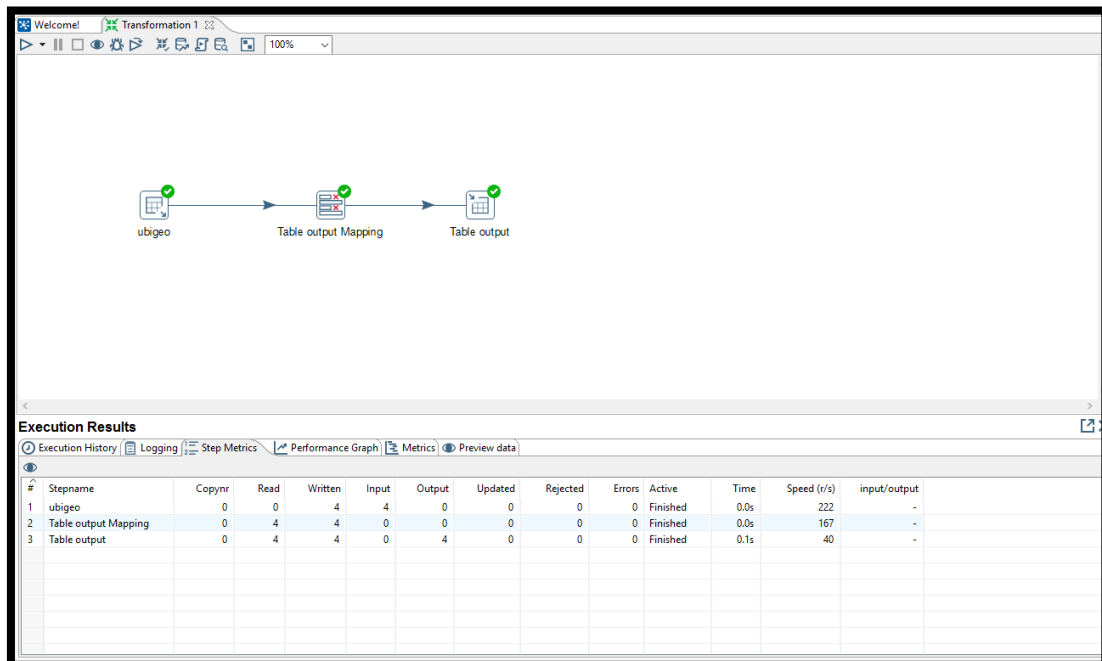 Welcome! Transformation 1
100%
ubigeo Table output Mapping Table output
Execution Results
Execution History Logging Step Metrics Performance Graph Metrics Preview data
# Stepname Copynr Read Written Input Output Updated Rejected Errors Active Time Speed (r/s) input/output
1 ubigeo 0 0 4 4 0 0 0 0 Finished 0.0s 222 -
2 Table output Mapping 0 4 4 0 0 0 0 0 Finished 0.0s 167 -
3 Table output 0 4 4 0 4 0 0 0 Finished 0.1s 40 -